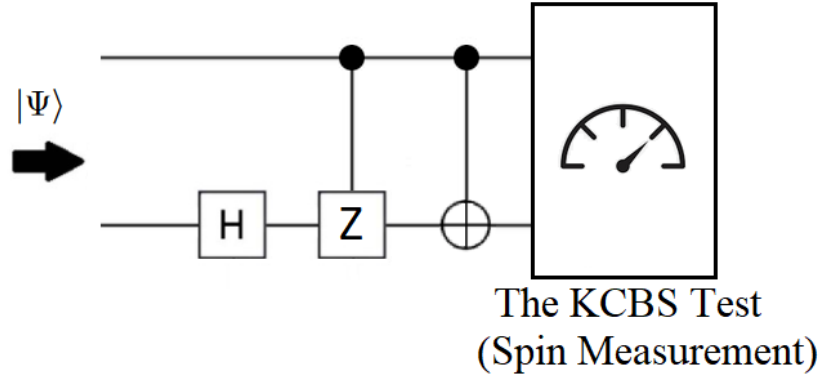 |Ψ⟩
H
Z
The KCBS Test
(Spin Measurement)